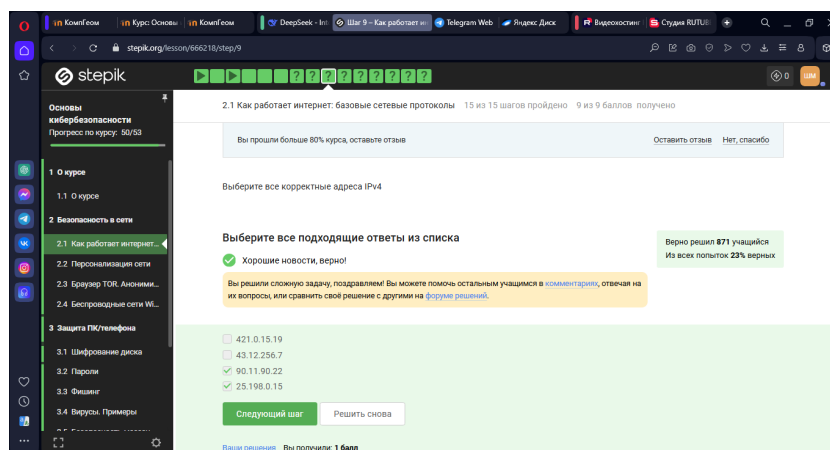 КомпГеом
Курс: Основы
КомпГеом
DeepSeek - Int
Шаг 9 – Как работает ин
Telegram Web
Яндекс Диск
Видеохостинг
Студия RUTUB
stepik.org/lesson/666218/step/9
stepik
0
ШМ
Основы
кибербезопасности
Прогресс по курсу: 50/53
2.1 Как работает интернет: базовые сетевые протоколы 15 из 15 шагов пройдено 9 из 9 баллов получено
Вы прошли больше 80% курса, оставьте отзыв
Оставить отзыв Нет, спасибо
1 О курсе
1.1 О курсе
2 Безопасность в сети
2.1 Как работает интернет...
2.2 Персонализация сети
2.3 Браузер TOR. Аноними...
2.4 Беспроводные сети Wi...
3 Защита ПК/телефона
3.1 Шифрование диска
3.2 Пароли
3.3 Фишинг
3.4 Вирусы. Примеры
Выберите все корректные адреса IPv4
Выберите все подходящие ответы из списка
Хорошие новости, верно!
Верно решил 871 учащийся
Из всех попыток 23% верных
Вы решили сложную задачу, поздравляем! Вы можете помочь остальным учащимся в комментариях, отвечая на
их вопросы, или сравнить своё решение с другими на форуме решений.
421.0.15.19
43.12.256.7
90.11.90.22
25.198.0.15
Следующий шаг
Решить снова
Ваши решения Вы получили: 1 балл